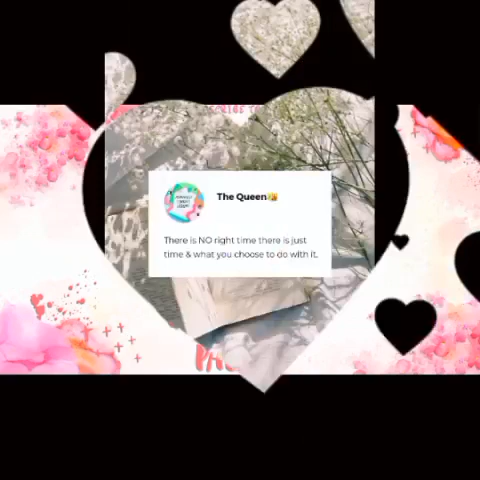 The Queen
There is NO right time there is just
time & what you choose to do with it.